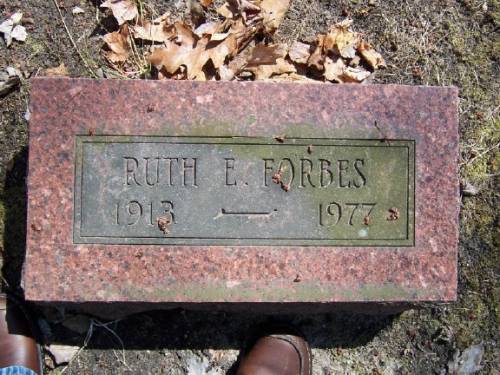 RUTH E. FORBES
1913 — 1977